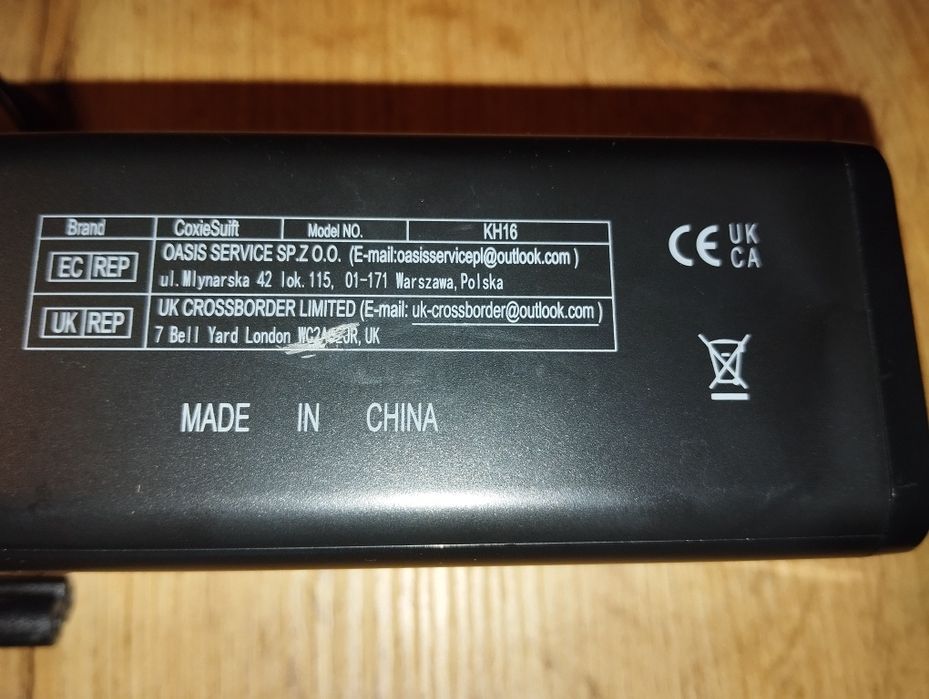 Brand CoxieSuift Model NO. KH16
EC REP OASIS SERVICE SP.Z O.O. (E-mail:oasisservicepl@outlook.com)
ul.Mlynarska 42 lok.115, 01-171 Warszawa,Polska
UK REP UK CROSSBORDER LIMITED (E-mail: uk-crossborder@outlook.com)
7 Bell Yard London UK
MADE IN CHINA
CE UK
CA